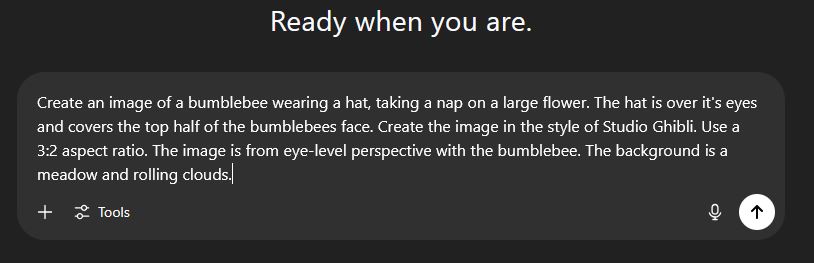 Ready when you are.
Create an image of a bumblebee wearing a hat, taking a nap on a large flower. The hat is over it's eyes
and covers the top half of the bumblebees face. Create the image in the style of Studio Ghibli. Use a
3:2 aspect ratio. The image is from eye-level perspective with the bumblebee. The background is a
meadow and rolling clouds.
Tools